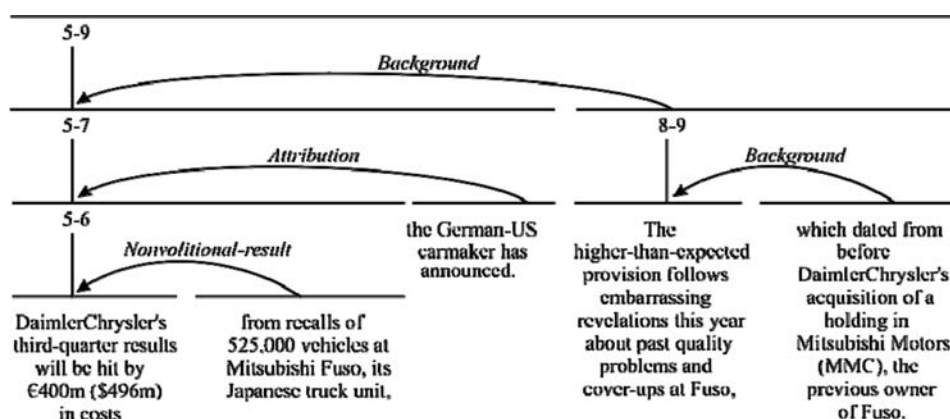 5-9
Background
5-7
8-9
Attribution
Background
5-6
Nonvolitional-result
DaimlerChrysler's
third-quarter results
will be hit by
€400m ($496m)
in costs
from recalls of
525,000 vehicles at
Mitsubishi Fuso, its
Japanese truck unit,
the German-US
carmaker has
announced.
The
higher-than-expected
provision follows
embarrassing
revelations this year
about past quality
problems and
cover-ups at Fuso,
which dated from
before
DaimlerChrysler's
acquisition of a
holding in
Mitsubishi Motors
(MMC), the
previous owner
of Fuso.